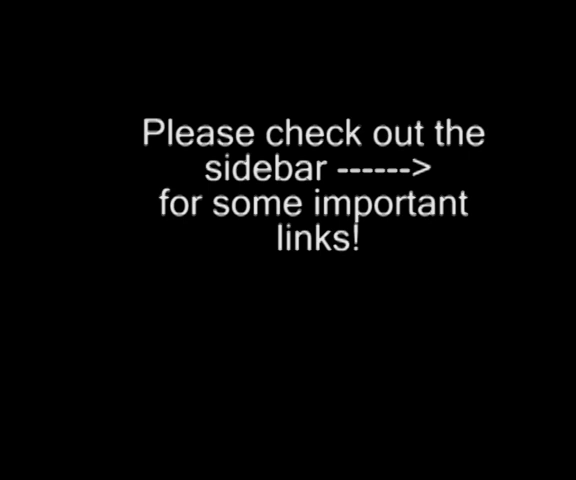 Please check out the
sidebar ------>
for some important
links!